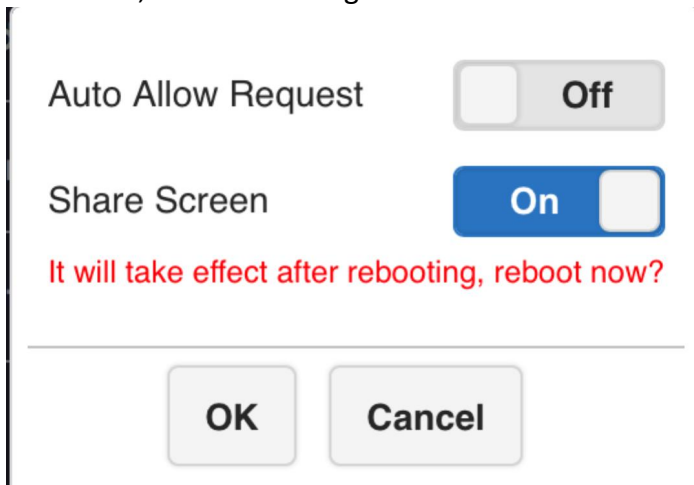 Auto Allow Request
Off
Share Screen
On
It will take effect after rebooting, reboot now?
OK
Cancel